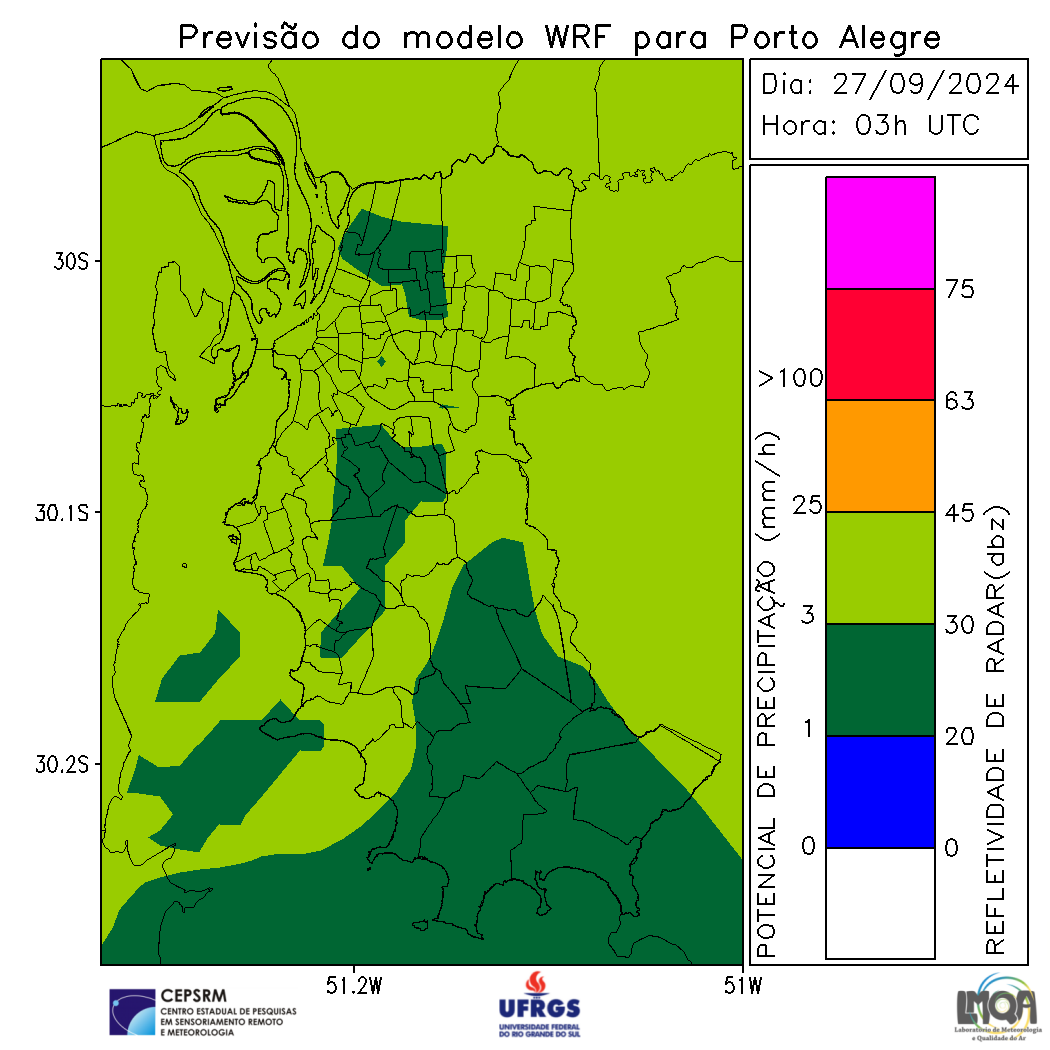 Previsão do modelo WRF para Porto Alegre
Dia: 27/09/2024
Hora: 03h UTC
30S
30.1S
30.2S
51.2W
51W
POTENCIAL DE PRECIPITAÇÃO (mm/h)
>100
25
3
1
0
75
63
45
30
20
0
REFLETIVIDADE DE RADAR(dbz)
CEPSRM
CENTRO ESTADUAL DE PESQUISAS
EM SENSORIAMENTO REMOTO
E METEOROLOGIA
UFRGS
UNIVERSIDADE FEDERAL
DO RIO GRANDE DO SUL
LMQA
Laboratório de Meteorologia
e Qualidade do Ar